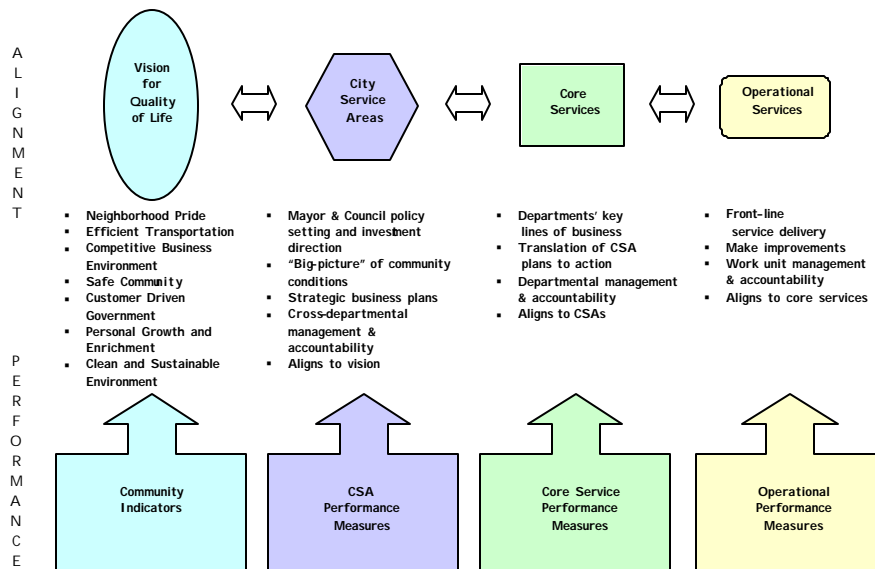 ALIGNMENT
Vision
for
Quality
of Life
City
Service
Areas
Core
Services
Operational
Services
▪ Neighborhood Pride
▪ Efficient Transportation
▪ Competitive Business
Environment
▪ Safe Community
▪ Customer Driven
Government
▪ Personal Growth and
Enrichment
▪ Clean and Sustainable
Environment
▪ Mayor & Council policy
setting and investment
direction
▪ “Big-picture” of community
conditions
▪ Strategic business plans
▪ Cross-departmental
management &
accountability
▪ Aligns to vision
▪ Departments’ key
lines of business
▪ Translation of CSA
plans to action
▪ Departmental management
& accountability
▪ Aligns to CSAs
▪ Front-line
service delivery
▪ Make improvements
▪ Work unit management
& accountability
▪ Aligns to core services
PERFORMANCE
Community
Indicators
CSA
Performance
Measures
Core Service
Performance
Measures
Operational
Performance
Measures